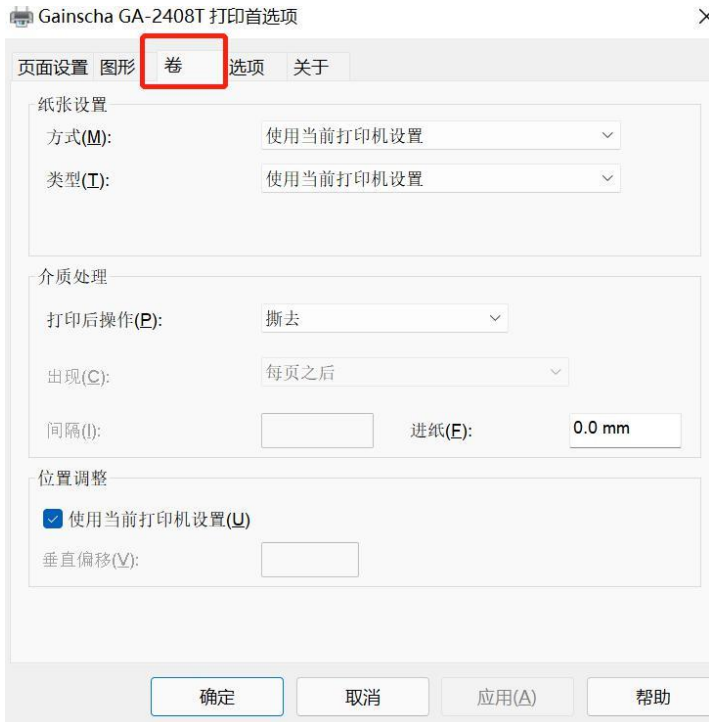 Gainscha GA-2408T 打印首选项
页面设置 图形 卷 选项 关于
纸张设置
方式(M): 使用当前打印机设置
类型(T): 使用当前打印机设置
介质处理
打印后操作(P): 撕去
出现(C): 每页之后
间隔(I): 进纸(F): 0.0 mm
位置调整
使用当前打印机设置(U)
垂直偏移(V):
确定 取消 应用(A) 帮助